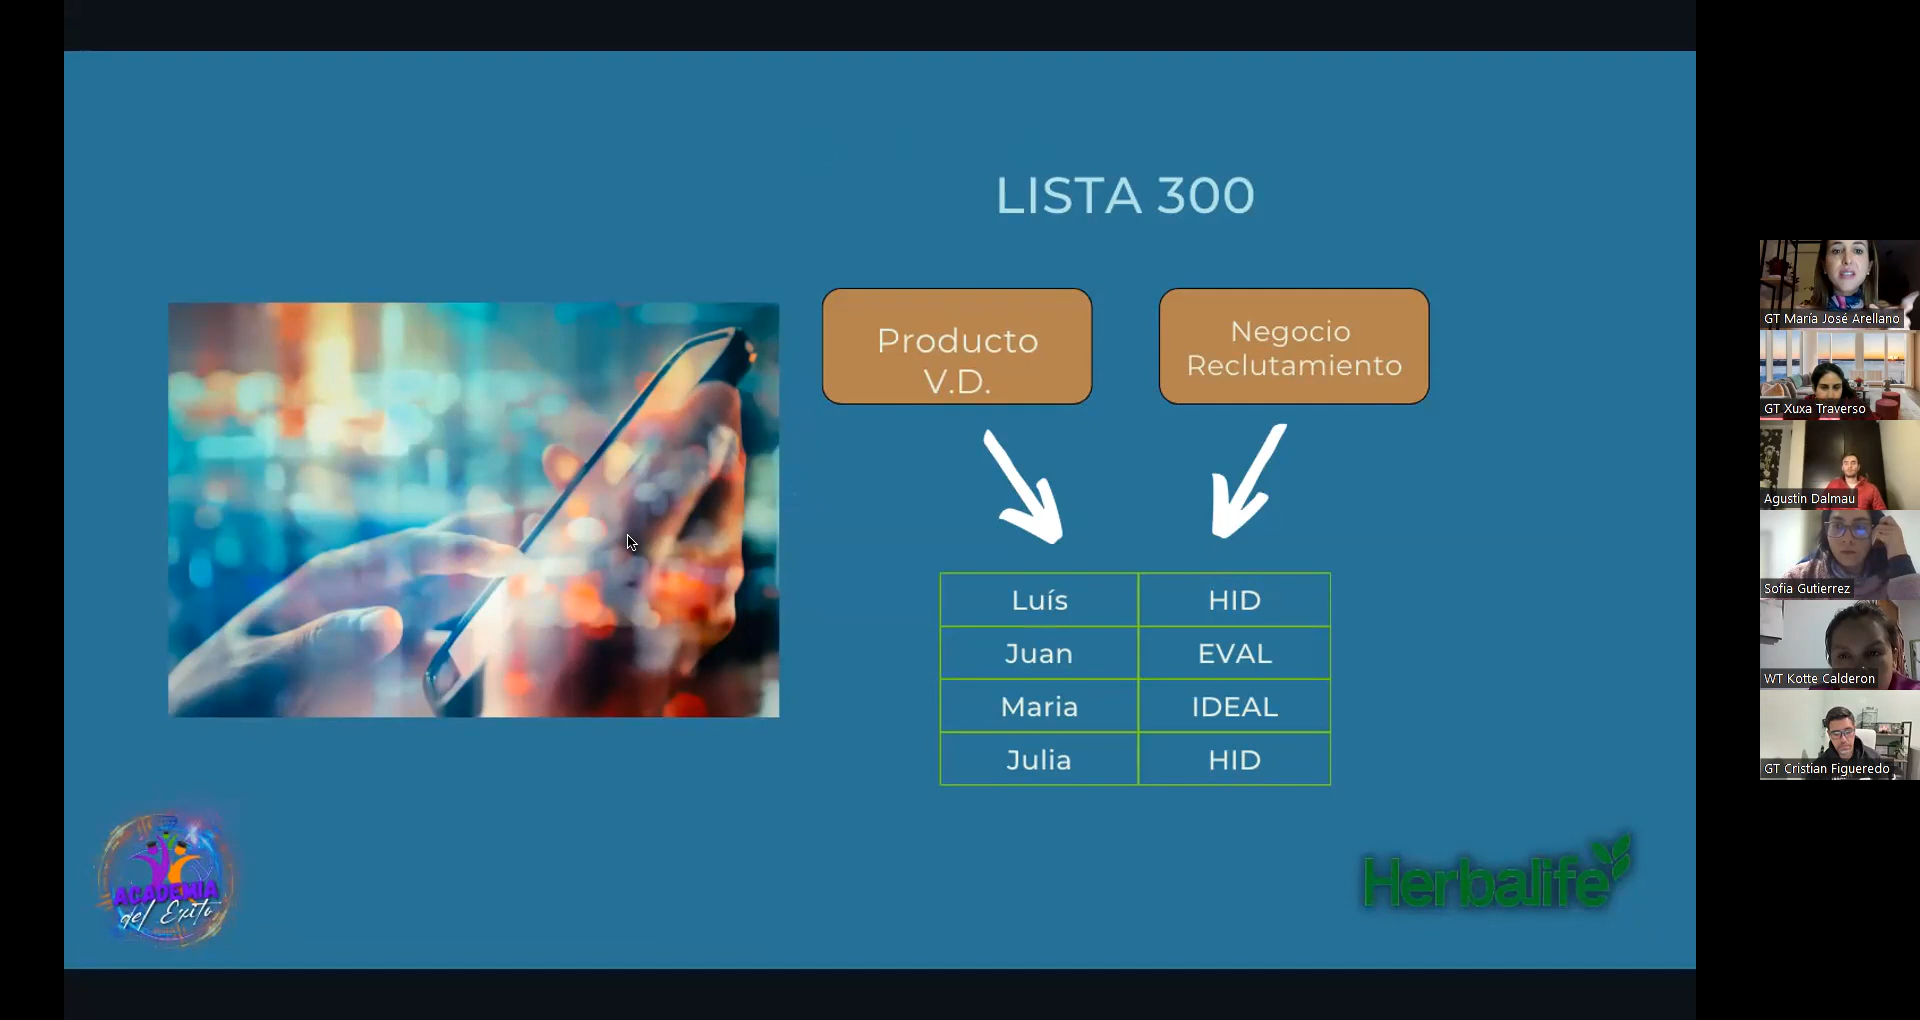 LISTA 300
Producto
V.D.
Negocio
Reclutamiento
Luís HID
Juan EVAL
Maria IDEAL
Julia HID
ACADEMIA
del Exito
Herbalife
GT María José Arellano
GT Xuxa Traverso
Agustin Dalmau
Sofia Gutierrez
WT Kotte Calderon
GT Cristian Figueredo